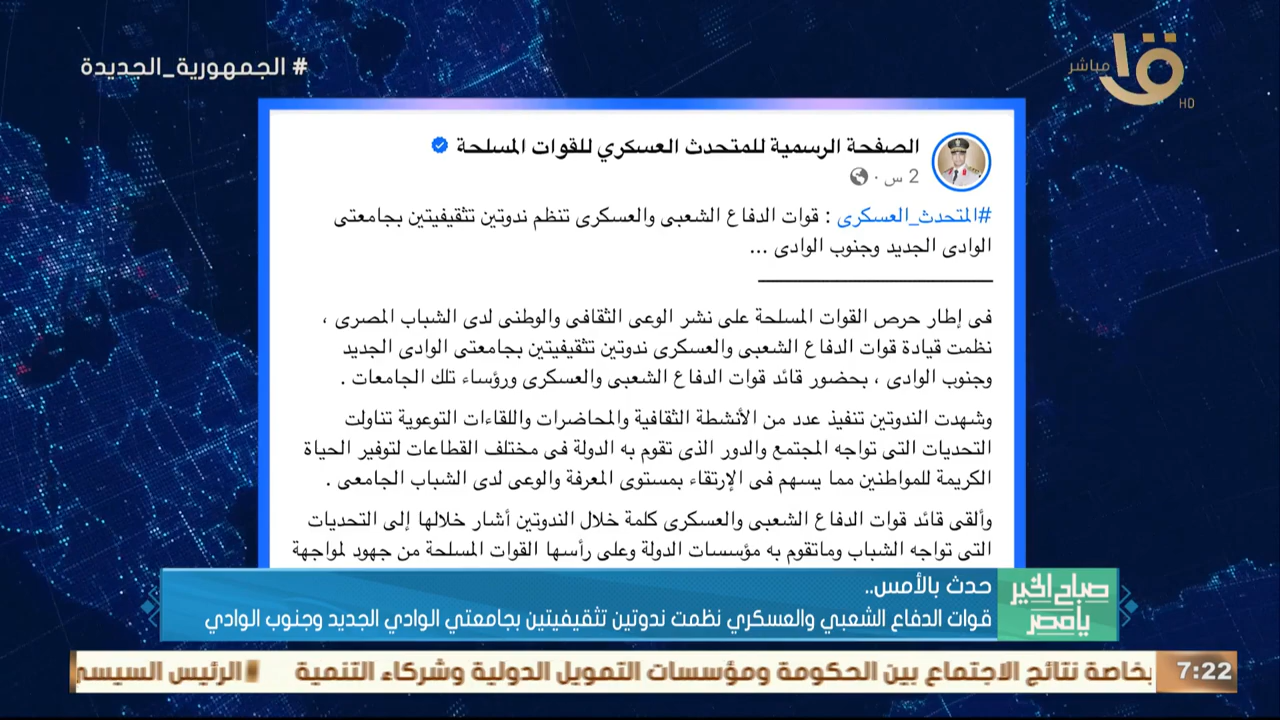 # الجمهورية_الجديدة
مباشر
HD
الصفحة الرسمية للمتحدث العسكري للقوات المسلحة
2 س ·
#المتحدث_العسكرى : قوات الدفاع الشعبى والعسكرى تنظم ندوتين تثقيفيتين بجامعتى
الوادى الجديد وجنوب الوادى ...
فى إطار حرص القوات المسلحة على نشر الوعى الثقافى والوطنى لدى الشباب المصرى ،
نظمت قيادة قوات الدفاع الشعبى والعسكرى ندوتين تثقيفيتين بجامعتى الوادى الجديد
وجنوب الوادى ، بحضور قائد قوات الدفاع الشعبى والعسكرى ورؤساء تلك الجامعات .
وشهدت الندوتين تنفيذ عدد من الأنشطة الثقافية والمحاضرات واللقاءات التوعوية تناولت
التحديات التى تواجه المجتمع والدور الذى تقوم به الدولة فى مختلف القطاعات لتوفير الحياة
الكريمة للمواطنين مما يسهم فى الإرتقاء بمستوى المعرفة والوعى لدى الشباب الجامعى .
وألقى قائد قوات الدفاع الشعبى والعسكرى كلمة خلال الندوتين أشار خلالها إلى التحديات
التى تواجه الشباب وماتقوم به مؤسسات الدولة وعلى رأسها القوات المسلحة من جهود لمواجهة
صباح الخير
يا مصر
حدث بالأمس..
قوات الدفاع الشعبي والعسكري نظمت ندوتين تثقيفيتين بجامعتي الوادي الجديد وجنوب الوادي
7:22
بخاصة نتائج الاجتماع بين الحكومة ومؤسسات التمويل الدولية وشركاء التنمية
الرئيس السيسي